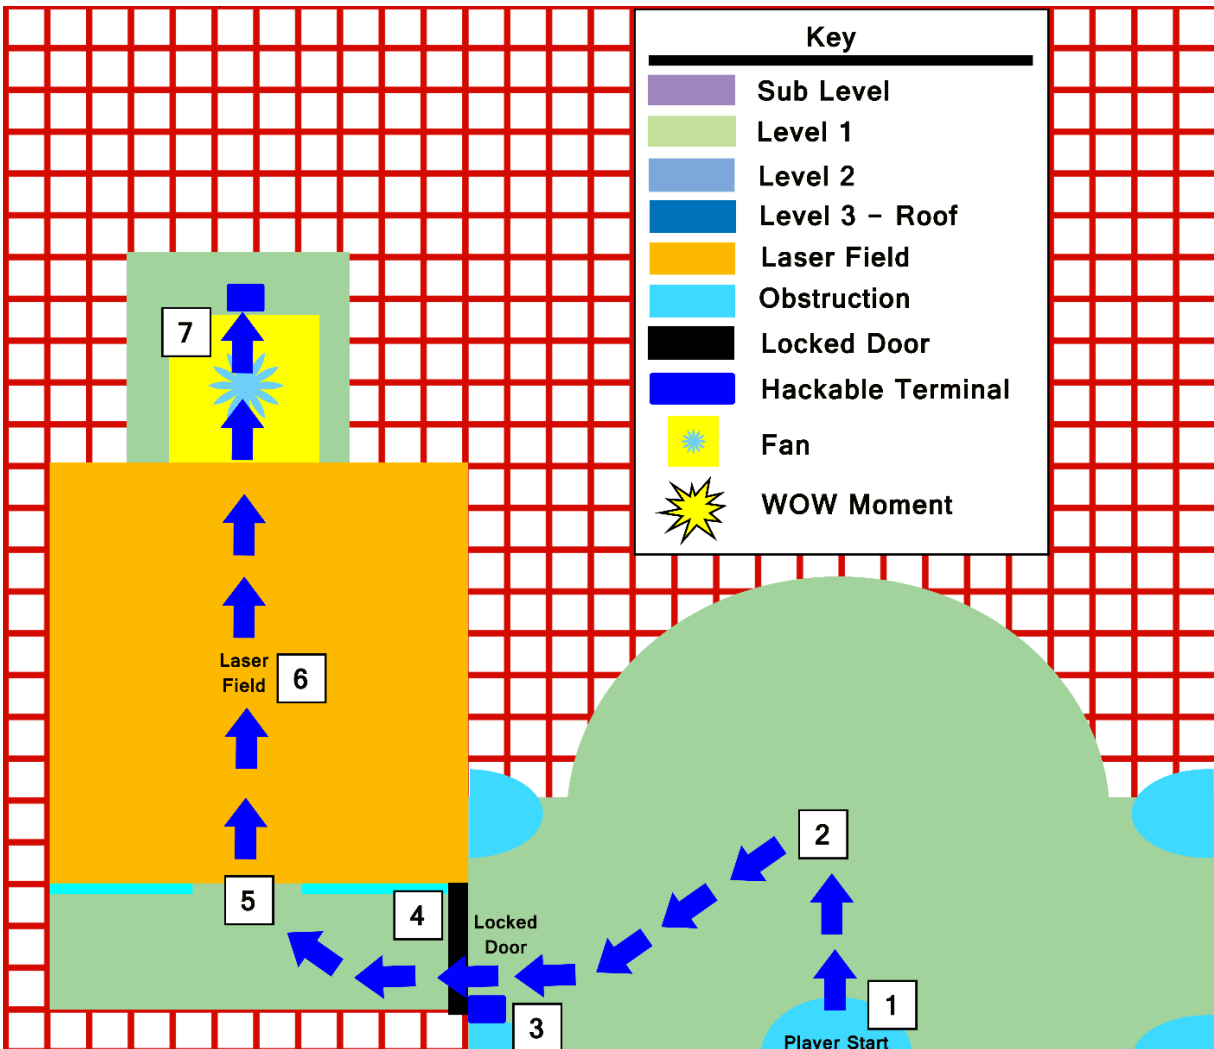 Key
Sub Level
Level 1
Level 2
Level 3 - Roof
Laser Field
Obstruction
Locked Door
Hackable Terminal
Fan
WOW Moment
7
Laser
Field
6
2
5
4
Locked
Door
1
3
Player Start